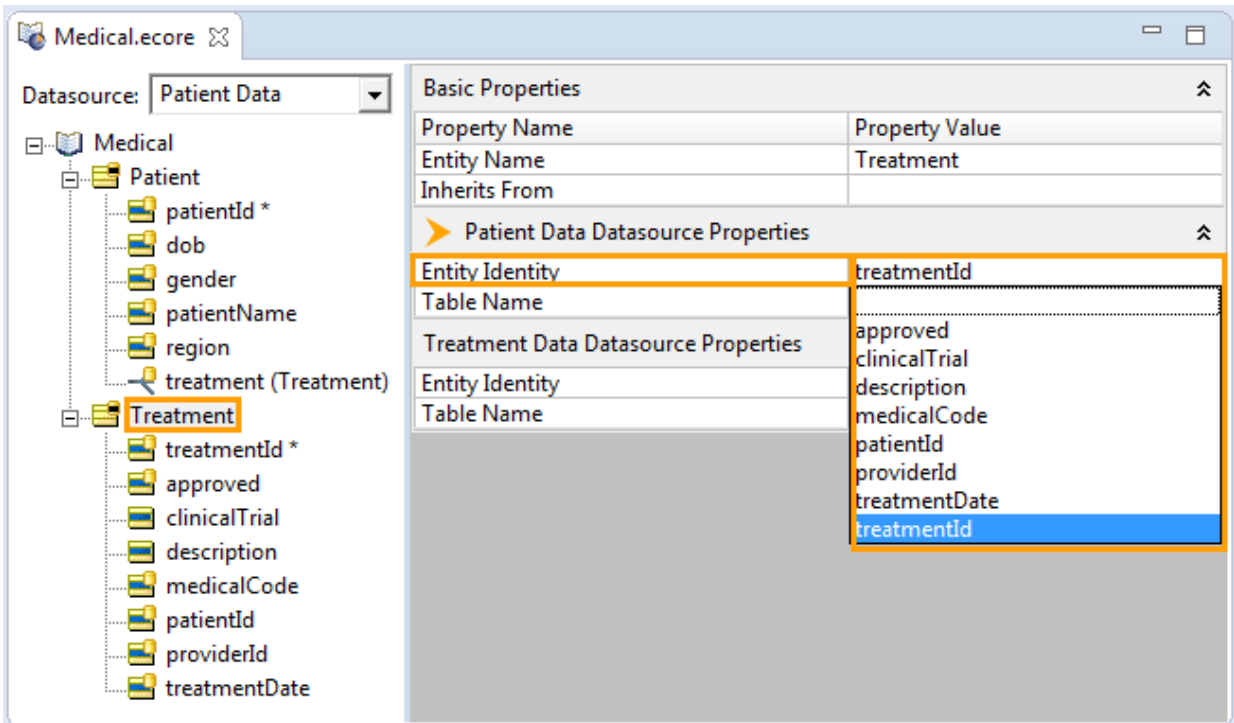 Medical.ecore
Datasource: Patient Data
Medical
Patient
patientId *
dob
gender
patientName
region
treatment (Treatment)
Treatment
treatmentId *
approved
clinicalTrial
description
medicalCode
patientId
providerId
treatmentDate
Basic Properties
Property Name Property Value
Entity Name Treatment
Inherits From
Patient Data Datasource Properties
Entity Identity treatmentId
Table Name
Treatment Data Datasource Properties
Entity Identity
Table Name
approved
clinicalTrial
description
medicalCode
patientId
providerId
treatmentDate
treatmentId